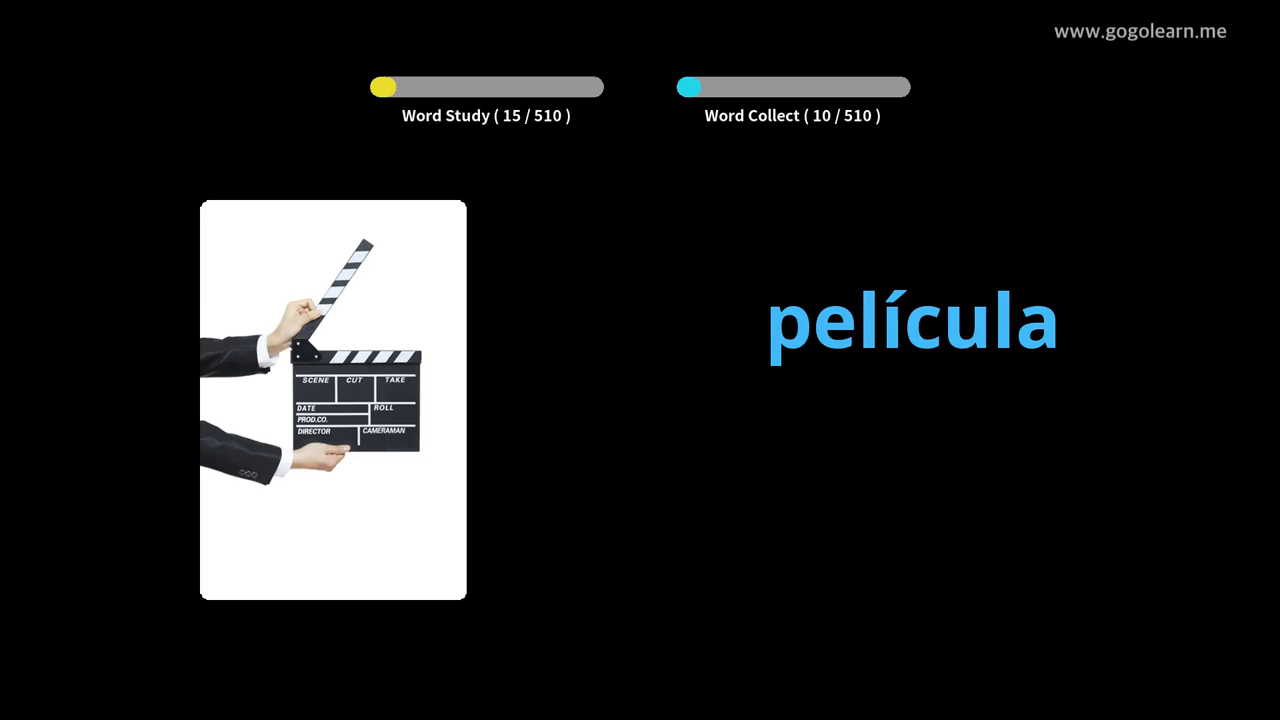 www.gogolearn.me
Word Study ( 15 / 510 )
Word Collect ( 10 / 510 )
película
SCENE CUT TAKE
DATE ROLL
PROD.CO.
DIRECTOR CAMERAMAN